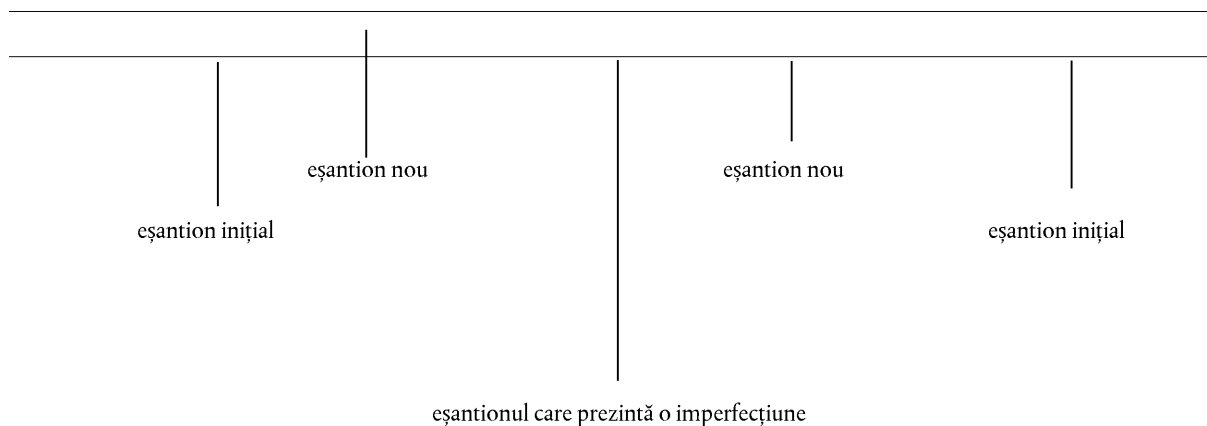 eșantion nou
eșantion nou
eșantion inițial
eșantion inițial
eșantionul care prezintă o imperfecțiune